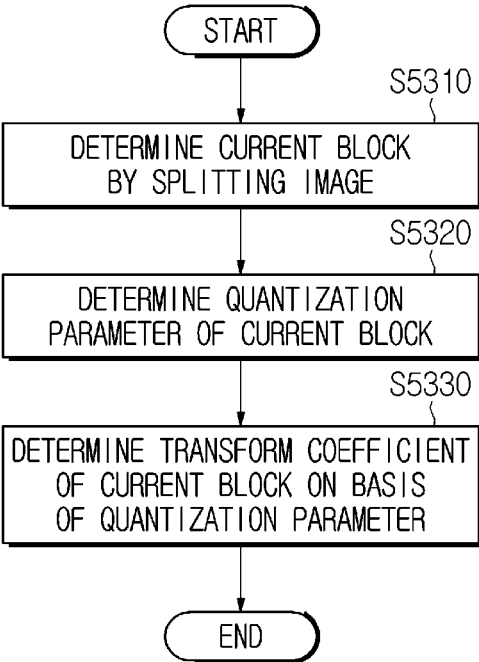 START
S5310
DETERMINE CURRENT BLOCK
BY SPLITTING IMAGE
S5320
DETERMINE QUANTIZATION
PARAMETER OF CURRENT BLOCK
S5330
DETERMINE TRANSFORM COEFFICIENT
OF CURRENT BLOCK ON BASIS
OF QUANTIZATION PARAMETER
END